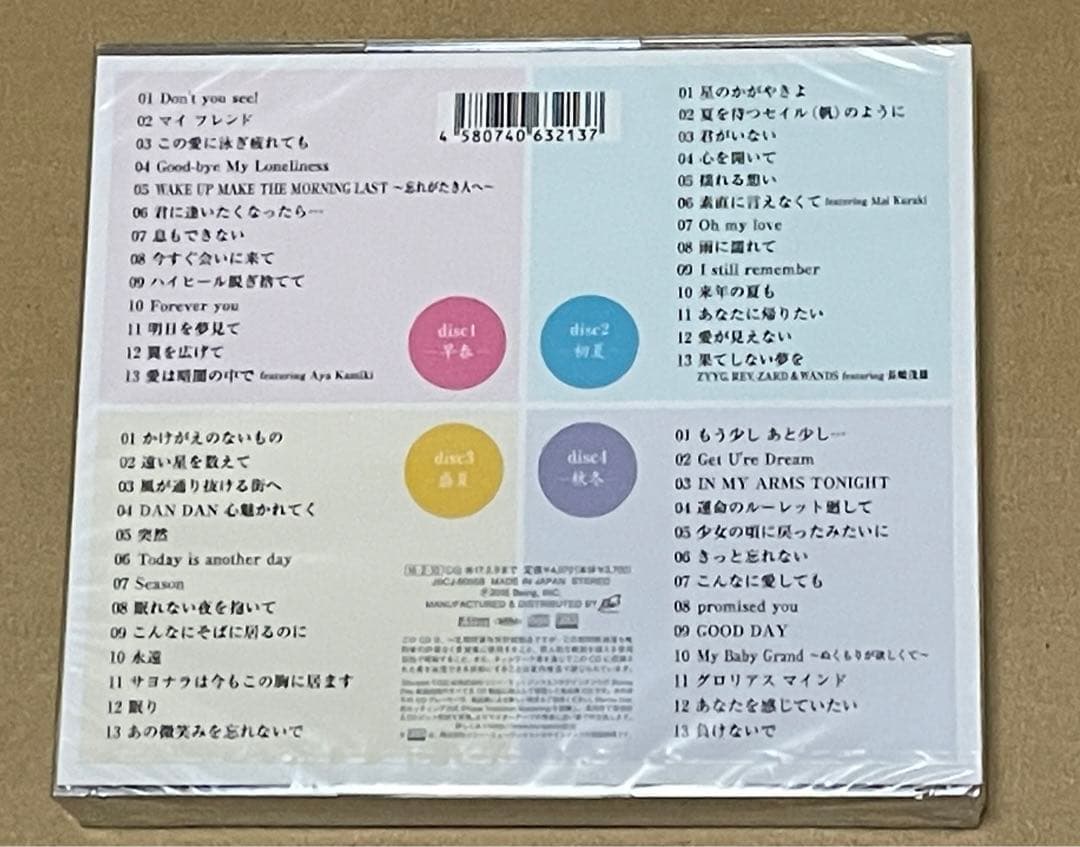 01 Don't you see!
02 マイ フレンド
03 この愛に泳ぎ疲れても
04 Good-bye My Loneliness
05 WAKE UP MAKE THE MORNING LAST ～忘れがたき人へ～
06 君に逢いたくなったら…
07 息もできない
08 今すぐ会いに来て
09 ハイヒール脱ぎ捨てて
10 Forever you
11 明日を夢見て
12 翼を広げて
13 愛は暗闇の中で featuring Aya Kamiki
disc1
-早春-
4 580740 632137
01 星のかがやきよ
02 夏を待つセイル(帆)のように
03 君がいない
04 心を開いて
05 揺れる想い
06 素直に言えなくて featuring Mai Kuraki
07 Oh my love
08 雨に濡れて
09 I still remember
10 来年の夏も
11 あなたに帰りたい
12 愛が見えない
13 果てしない夢を
ZYYG, REV, ZARD & WANDS featuring 長嶋茂雄
disc2
-初夏-
01 かけがえのないもの
02 遠い星を数えて
03 風が通り抜ける街へ
04 DAN DAN 心魅かれてく
05 突然
06 Today is another day
07 Season
08 眠れない夜を抱いて
09 こんなにそばに居るのに
10 永遠
11 サヨナラは今もこの胸に居ます
12 眠り
13 あの微笑みを忘れないで
disc3
-盛夏-
01 もう少し あと少し…
02 Get U're Dream
03 IN MY ARMS TONIGHT
04 運命のルーレット廻して
05 少女の頃に戻ったみたいに
06 きっと忘れない
07 こんなに愛しても
08 promised you
09 GOOD DAY
10 My Baby Grand ～ぬくもりが欲しくて～
11 グロリアス マインド
12 あなたを感じていたい
13 負けないで
disc4
-秋冬-
MADE IN JAPAN STEREO
Being, INC.
MANUFACTURED & DISTRIBUTED BY